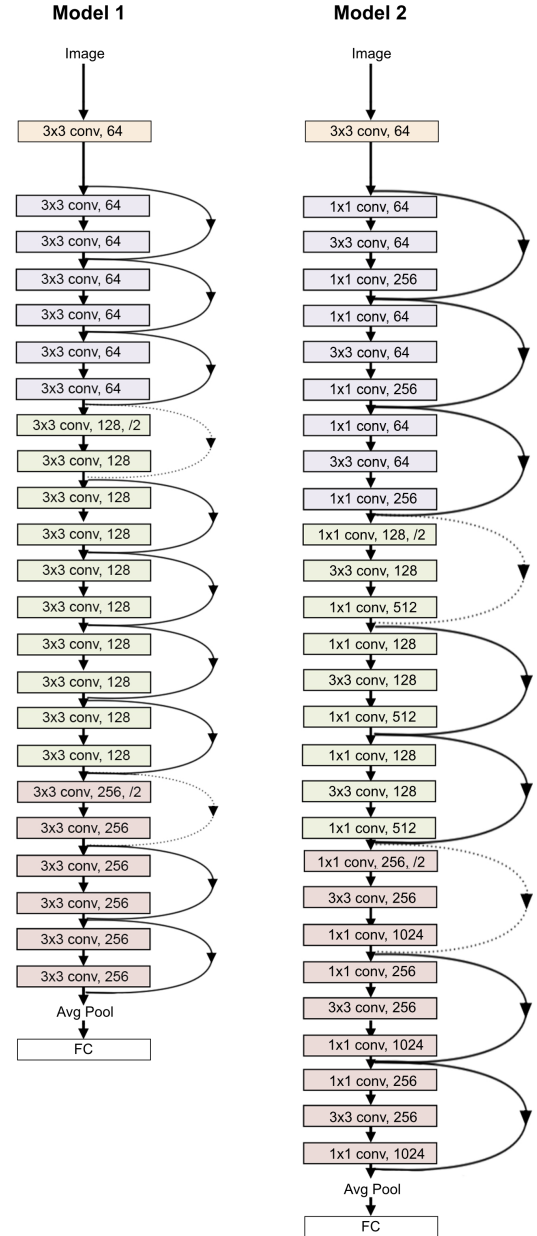 Model 1
Image
3x3 conv, 64
3x3 conv, 64
3x3 conv, 64
3x3 conv, 64
3x3 conv, 64
3x3 conv, 64
3x3 conv, 64
3x3 conv, 128, /2
3x3 conv, 128
3x3 conv, 128
3x3 conv, 128
3x3 conv, 128
3x3 conv, 128
3x3 conv, 128
3x3 conv, 128
3x3 conv, 128
3x3 conv, 128
3x3 conv, 256, /2
3x3 conv, 256
3x3 conv, 256
3x3 conv, 256
3x3 conv, 256
3x3 conv, 256
Avg Pool
FC
Model 2
Image
3x3 conv, 64
1x1 conv, 64
3x3 conv, 64
1x1 conv, 256
1x1 conv, 64
3x3 conv, 64
1x1 conv, 256
1x1 conv, 64
3x3 conv, 64
1x1 conv, 256
1x1 conv, 128, /2
3x3 conv, 128
1x1 conv, 512
1x1 conv, 128
3x3 conv, 128
1x1 conv, 512
1x1 conv, 128
3x3 conv, 128
1x1 conv, 512
1x1 conv, 256, /2
3x3 conv, 256
1x1 conv, 1024
1x1 conv, 256
3x3 conv, 256
1x1 conv, 1024
1x1 conv, 256
3x3 conv, 256
1x1 conv, 1024
Avg Pool
FC